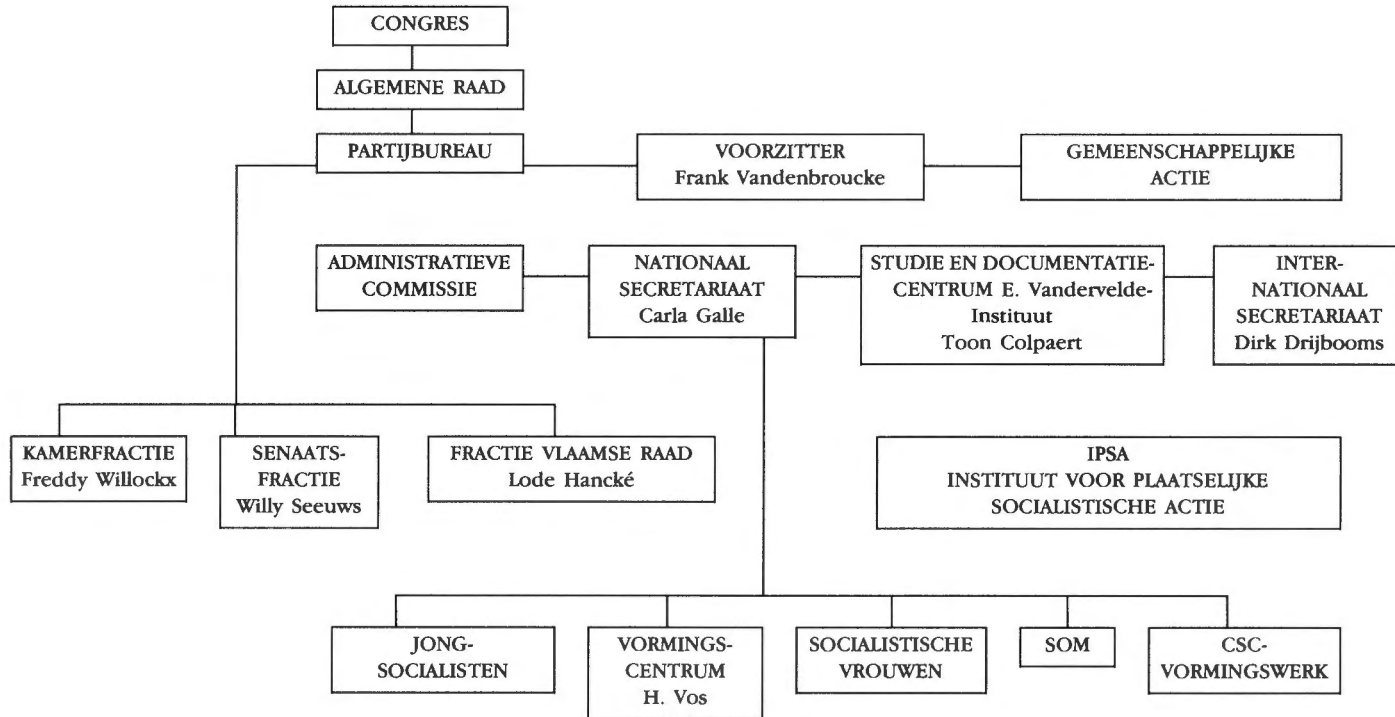 CONGRES
ALGEMENE RAAD
PARTIJBUREAU
VOORZITTER
Frank Vandenbroucke
GEMEENSCHAPPELIJKE
ACTIE
ADMINISTRATIEVE
COMMISSIE
NATIONAAL
SECRETARIAAT
Carla Galle
STUDIE EN DOCUMENTATIE-
CENTRUM E. Vandervelde-
Instituut
Toon Colpaert
INTER-
NATIONAAL
SECRETARIAAT
Dirk Drijbooms
KAMERFRACTIE
Freddy Willockx
SENAATS-
FRACTIE
Willy Seeuws
FRACTIE VLAAMSE RAAD
Lode Hancké
IPSA
INSTITUUT VOOR PLAATSELIJKE
SOCIALISTISCHE ACTIE
JONG-
SOCIALISTEN
VORMINGS-
CENTRUM
H. Vos
SOCIALISTISCHE
VROUWEN
SOM
CSC-
VORMINGSWERK